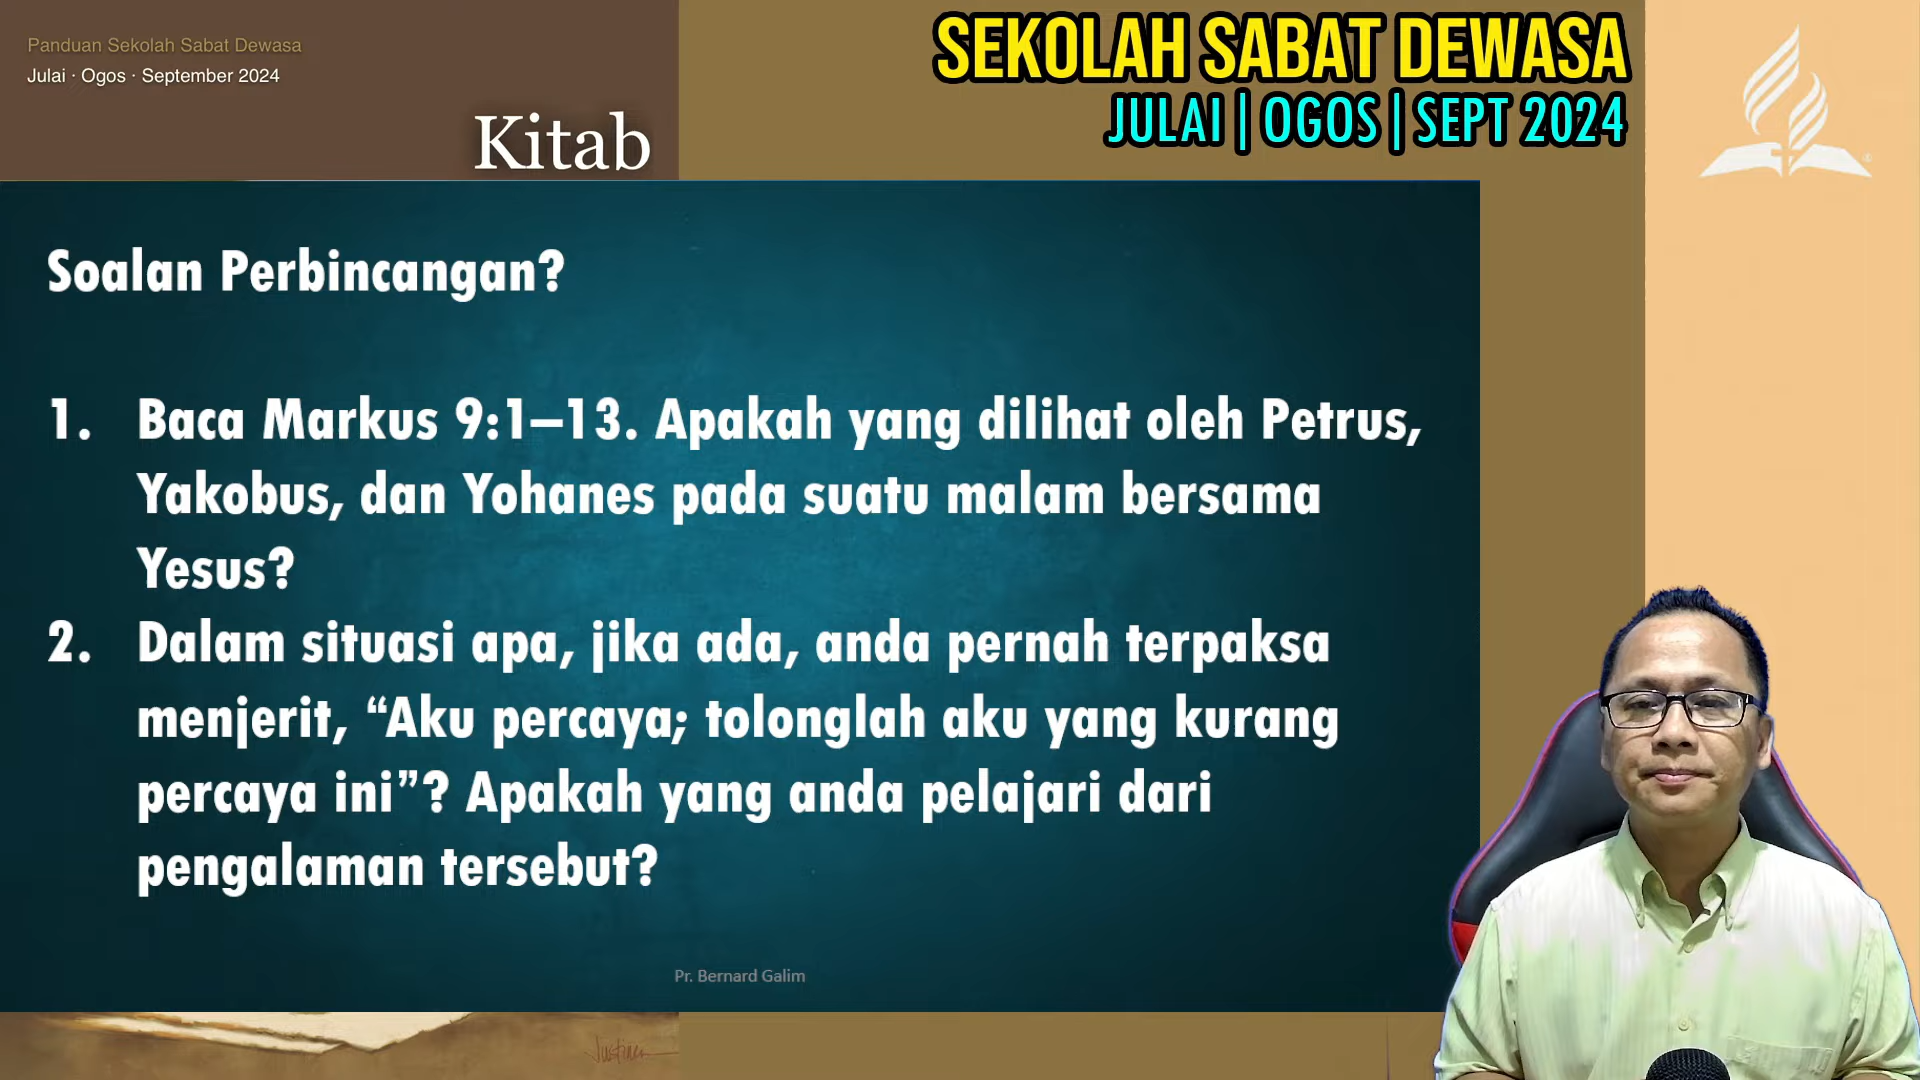 Panduan Sekolah Sabat Dewasa
Julai · Ogos · September 2024
Kitab
SEKOLAH SABAT DEWASA
JULAI | OGOS | SEPT 2024
Soalan Perbincangan?
1. Baca Markus 9:1–13. Apakah yang dilihat oleh Petrus,
Yakobus, dan Yohanes pada suatu malam bersama
Yesus?
2. Dalam situasi apa, jika ada, anda pernah terpaksa
menjerit, “Aku percaya; tolonglah aku yang kurang
percaya ini”? Apakah yang anda pelajari dari
pengalaman tersebut?
Pr. Bernard Galim